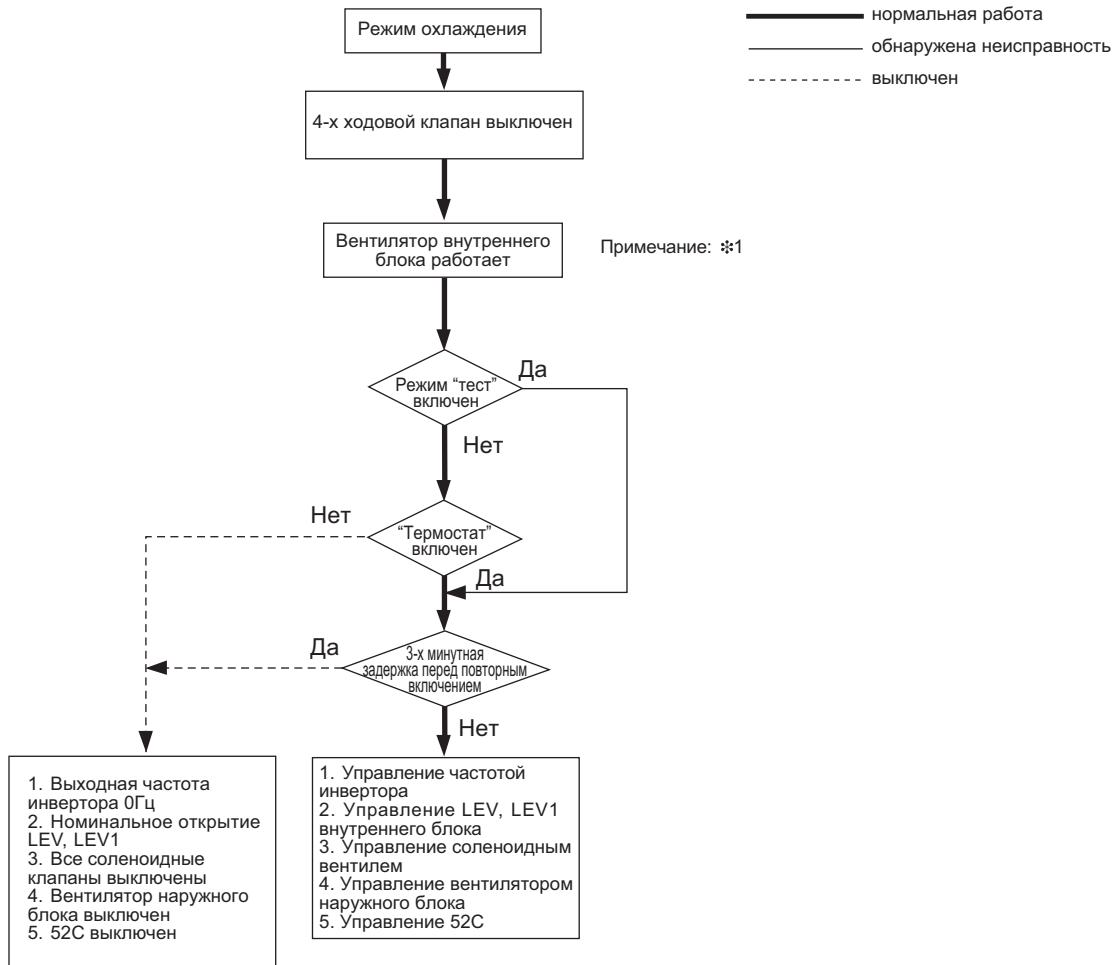 Режим охлаждения
нормальная работа
обнаружена неисправность
выключен
4-х ходовой клапан выключен
Вентилятор внутреннего
блока работает
Примечание: ✻1
Режим “тест”
включен
Да
Нет
“Термостат”
включен
Нет
Да
3-х минутная
задержка перед повторным
включением
Да
Нет
1. Выходная частота
инвертора 0Гц
2. Номинальное открытие
LEV, LEV1
3. Все соленоидные
клапаны выключены
4. Вентилятор наружного
блока выключен
5. 52C выключен
1. Управление частотой
инвертора
2. Управление LEV, LEV1
внутреннего блока
3. Управление соленоидным
вентилем
4. Управление вентилятором
наружного блока
5. Управление 52C